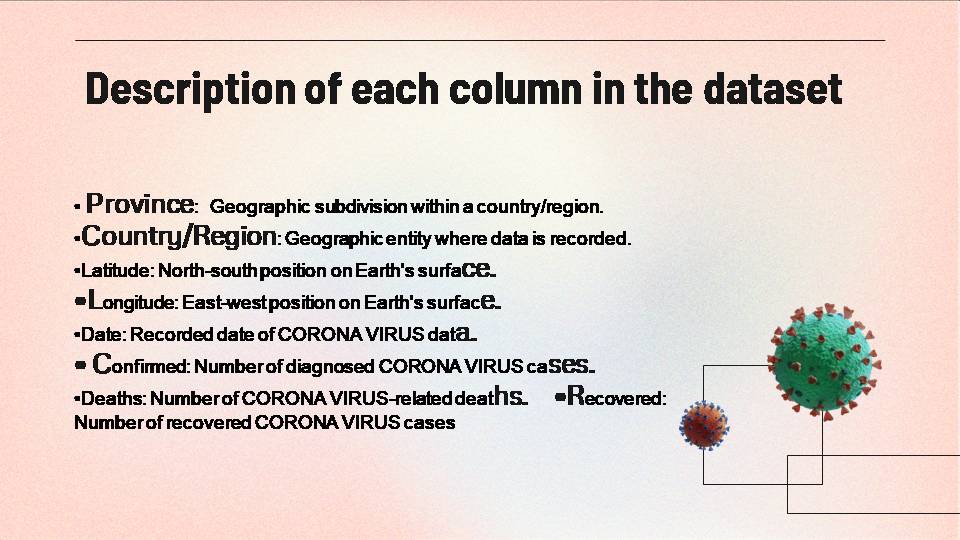 Description of each column in the dataset
• Province: Geographic subdivision within a country/region.
•Country/Region: Geographic entity where data is recorded.
•Latitude: North-south position on Earth's surface.
•Longitude: East-west position on Earth's surface.
•Date: Recorded date of CORONA VIRUS data.
• Confirmed: Number of diagnosed CORONA VIRUS cases.
•Deaths: Number of CORONA VIRUS-related deaths. •Recovered:
Number of recovered CORONA VIRUS cases